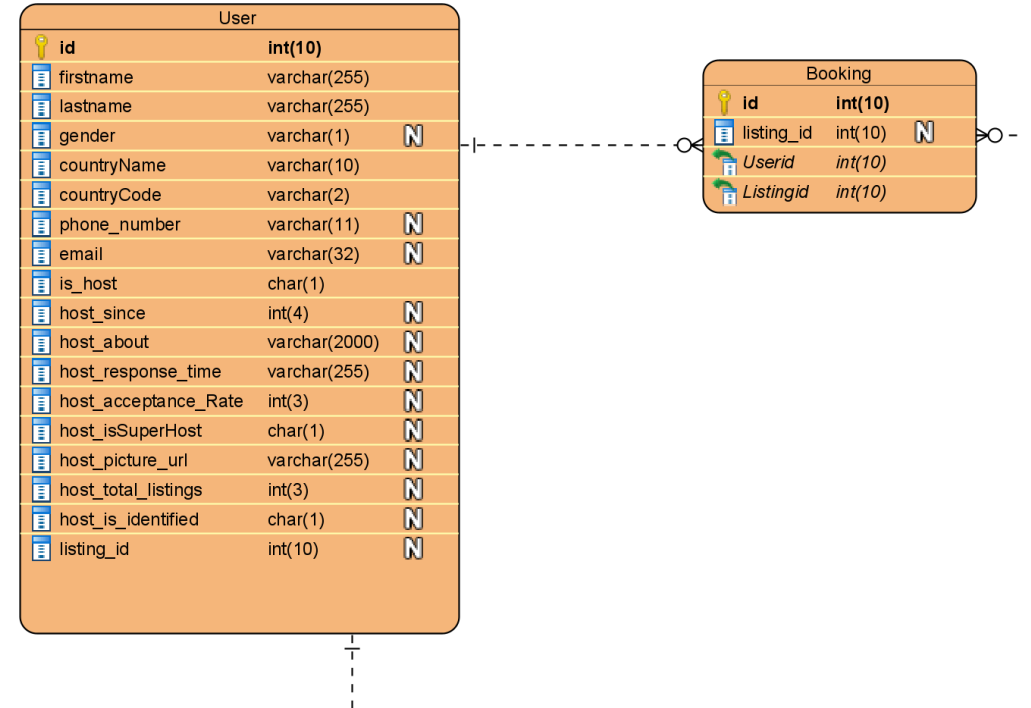 User
id int(10)
firstname varchar(255)
lastname varchar(255)
gender varchar(1) N
countryName varchar(10)
countryCode varchar(2)
phone_number varchar(11) N
email varchar(32) N
is_host char(1)
host_since int(4) N
host_about varchar(2000) N
host_response_time varchar(255) N
host_acceptance_Rate int(3) N
host_isSuperHost char(1) N
host_picture_url varchar(255) N
host_total_listings int(3) N
host_is_identified char(1) N
listing_id int(10) N
Booking
id int(10)
listing_id int(10) N
Userid int(10)
Listingid int(10)